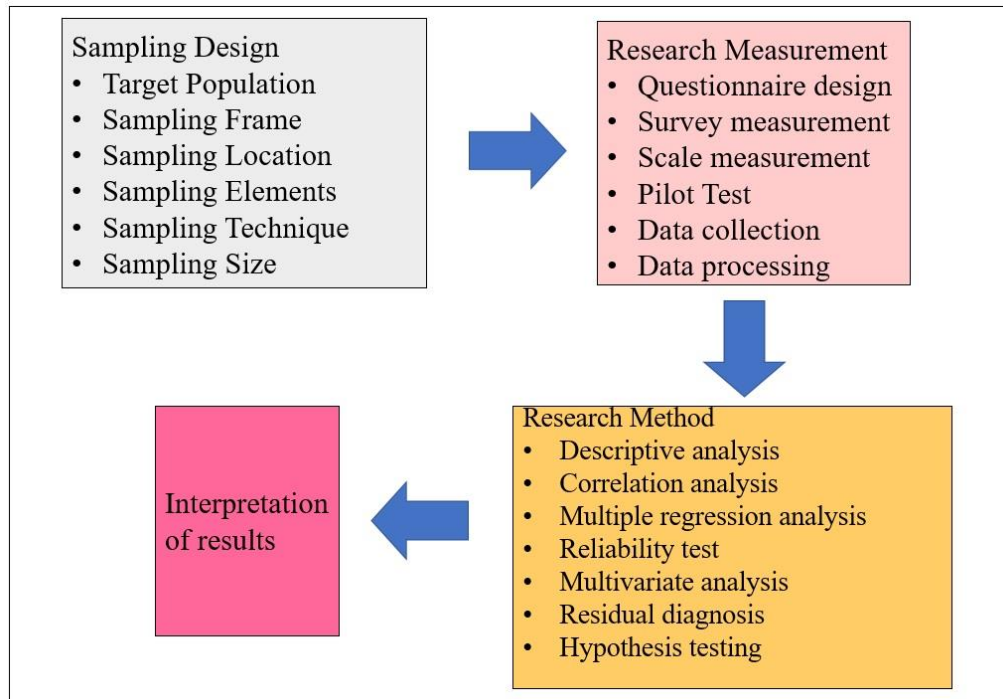 Sampling Design
• Target Population
• Sampling Frame
• Sampling Location
• Sampling Elements
• Sampling Technique
• Sampling Size
Research Measurement
• Questionnaire design
• Survey measurement
• Scale measurement
• Pilot Test
• Data collection
• Data processing
Research Method
• Descriptive analysis
• Correlation analysis
• Multiple regression analysis
• Reliability test
• Multivariate analysis
• Residual diagnosis
• Hypothesis testing
Interpretation
of results